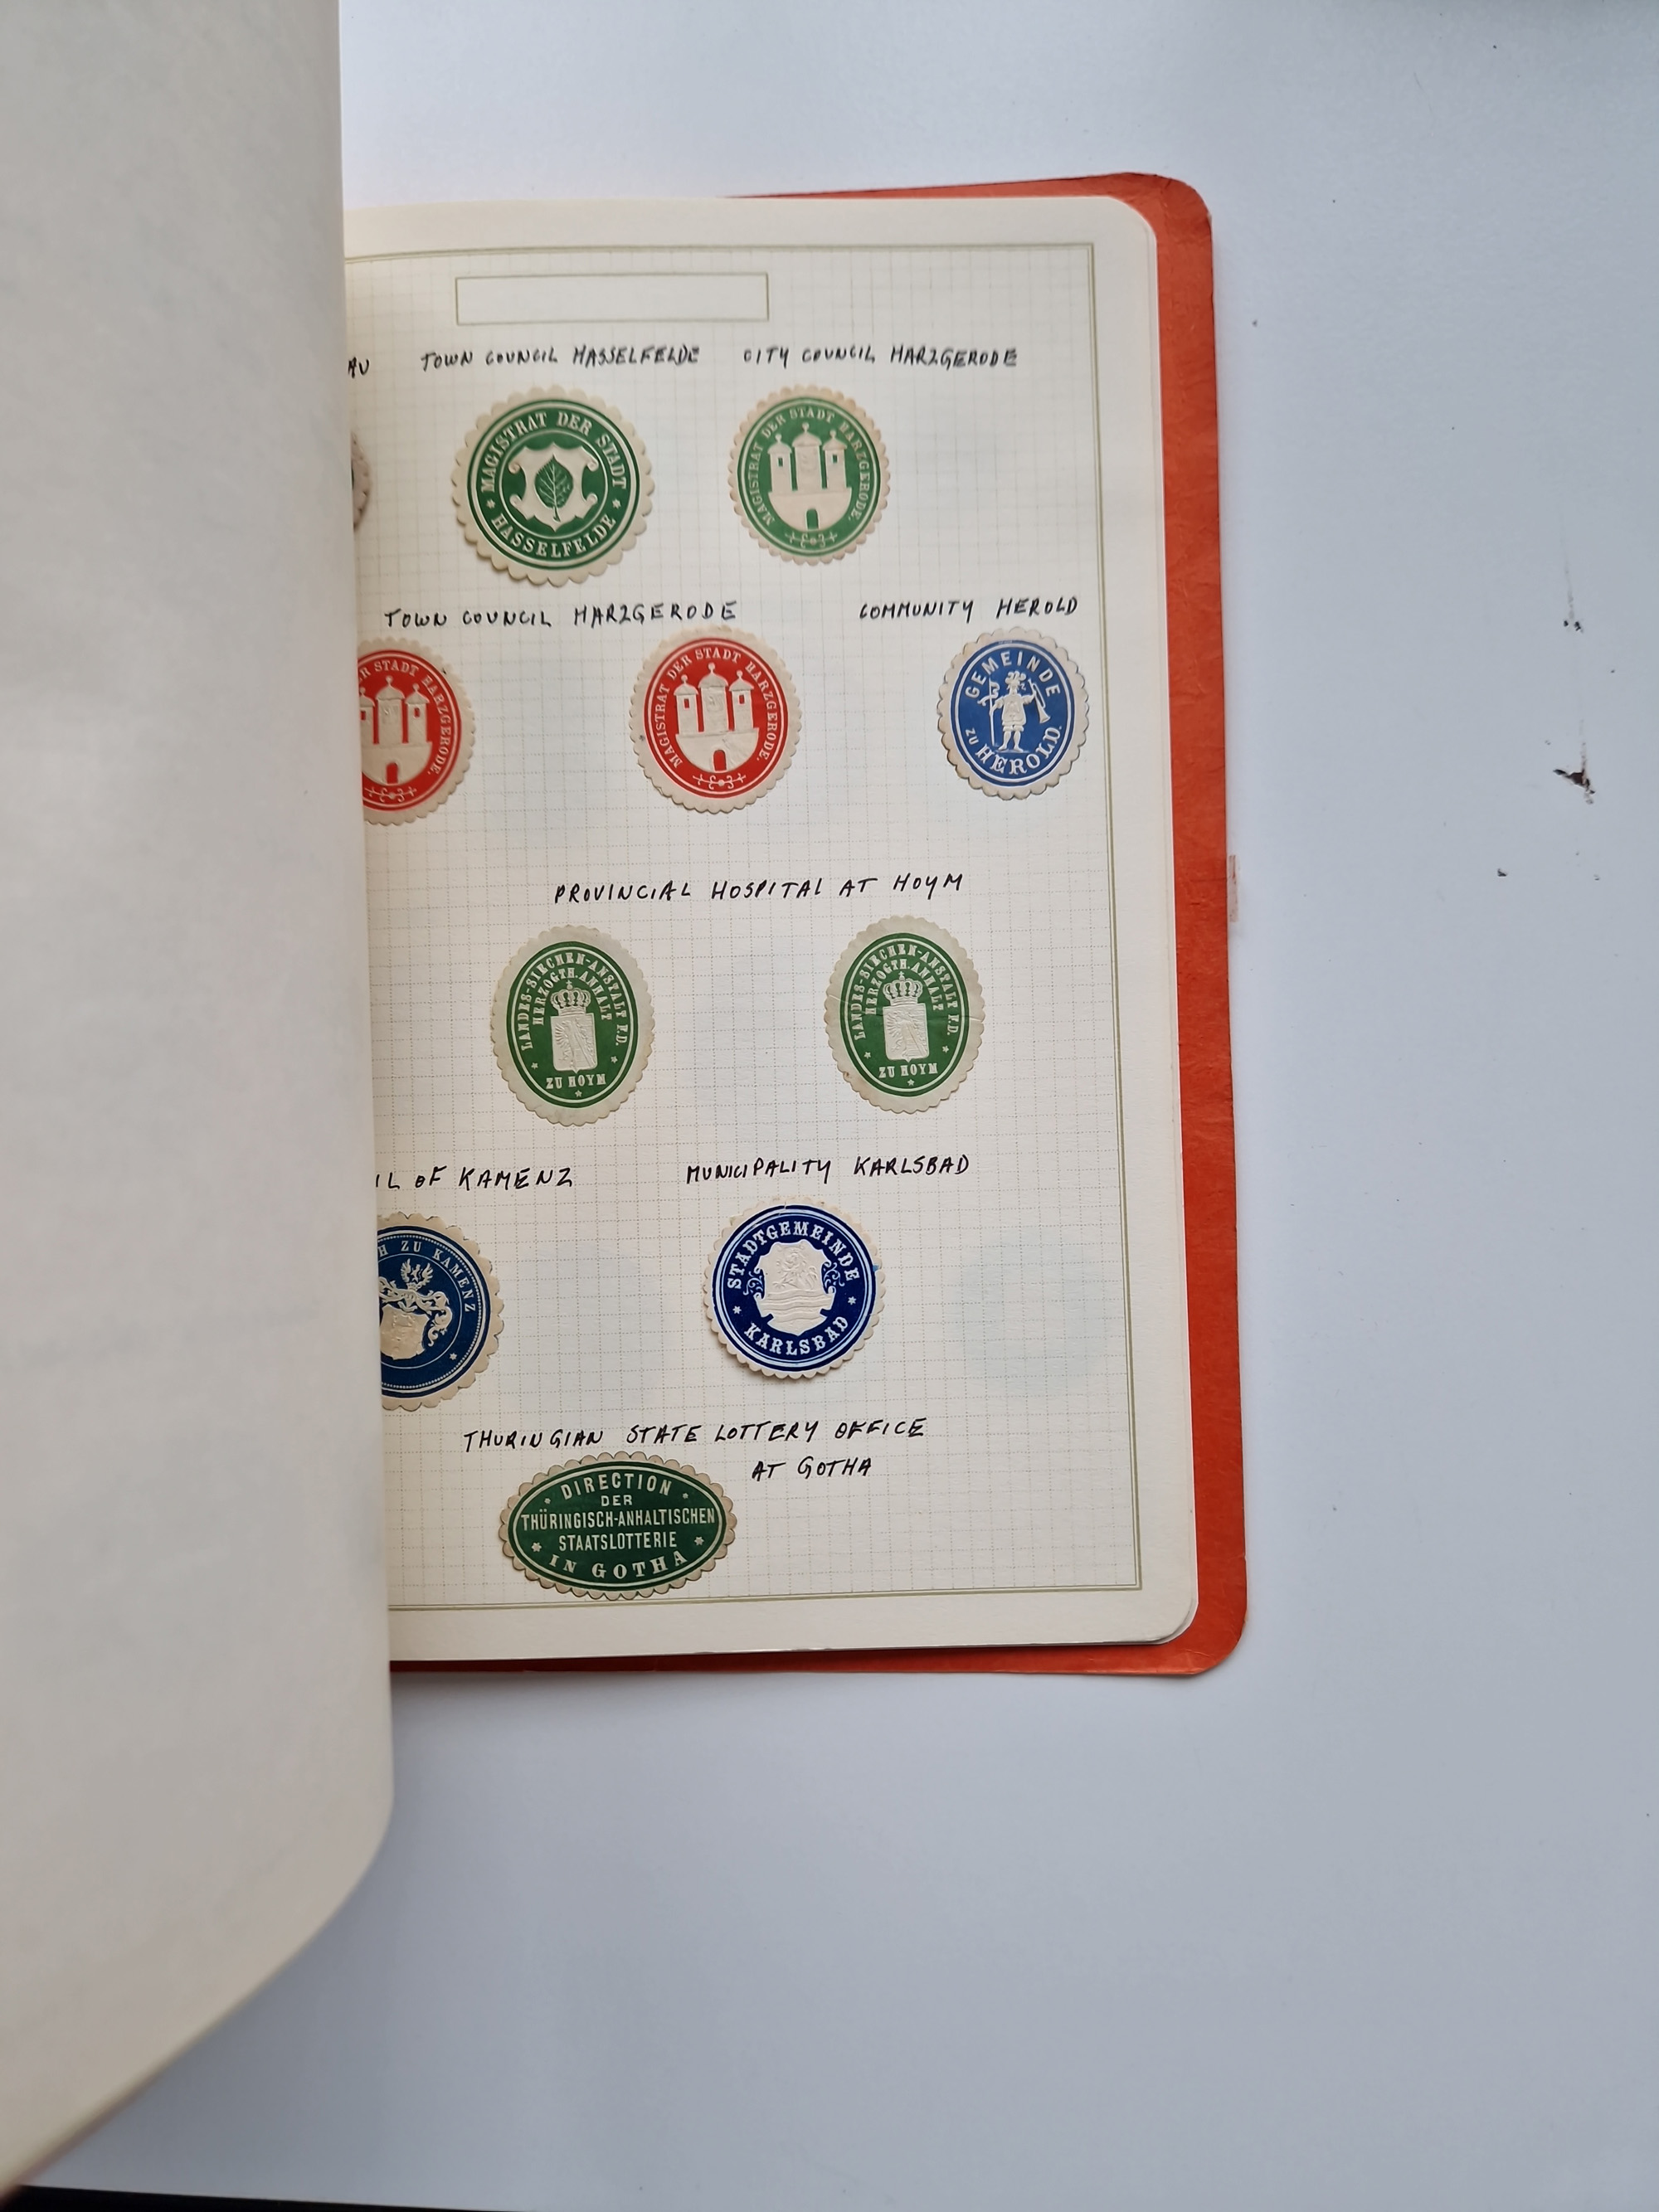 AU
TOWN COUNCIL HASSELFELDE
CITY COUNCIL HARZGERODE
MAGISTRAT DER STADT
* HASSELFELDE *
MAGISTRAT DER STADT HARZGERODE.
TOWN COUNCIL HARZGERODE
COMMUNITY HEROLD
R STADT HARZGERODE.
MAGISTRAT DER STADT HARZGERODE.
GEMEINDE
ZU HEROLD.
PROVINCIAL HOSPITAL AT HOYM
LANDES-SIECHEN-ANSTALT F.D.
HERZOGTH. ANHALT
* ZU HOYM *
LANDES-SIECHEN-ANSTALT F.D.
HERZOGTH. ANHALT
* ZU HOYM *
IL OF KAMENZ
MUNICIPALITY KARLSBAD
H ZU KAMENZ *
STADTGEMEINDE
* KARLSBAD *
THURINGIAN STATE LOTTERY OFFICE
AT GOTHA
DIRECTION
DER
THÜRINGISCH-ANHALTISCHEN
STAATSLOTTERIE
* IN GOTHA *